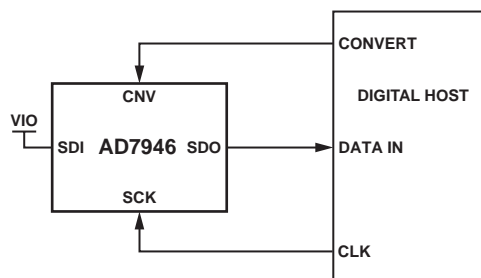 CONVERT
CNV
DIGITAL HOST
VIO
SDI
AD7946
SDO
DATA IN
SCK
CLK